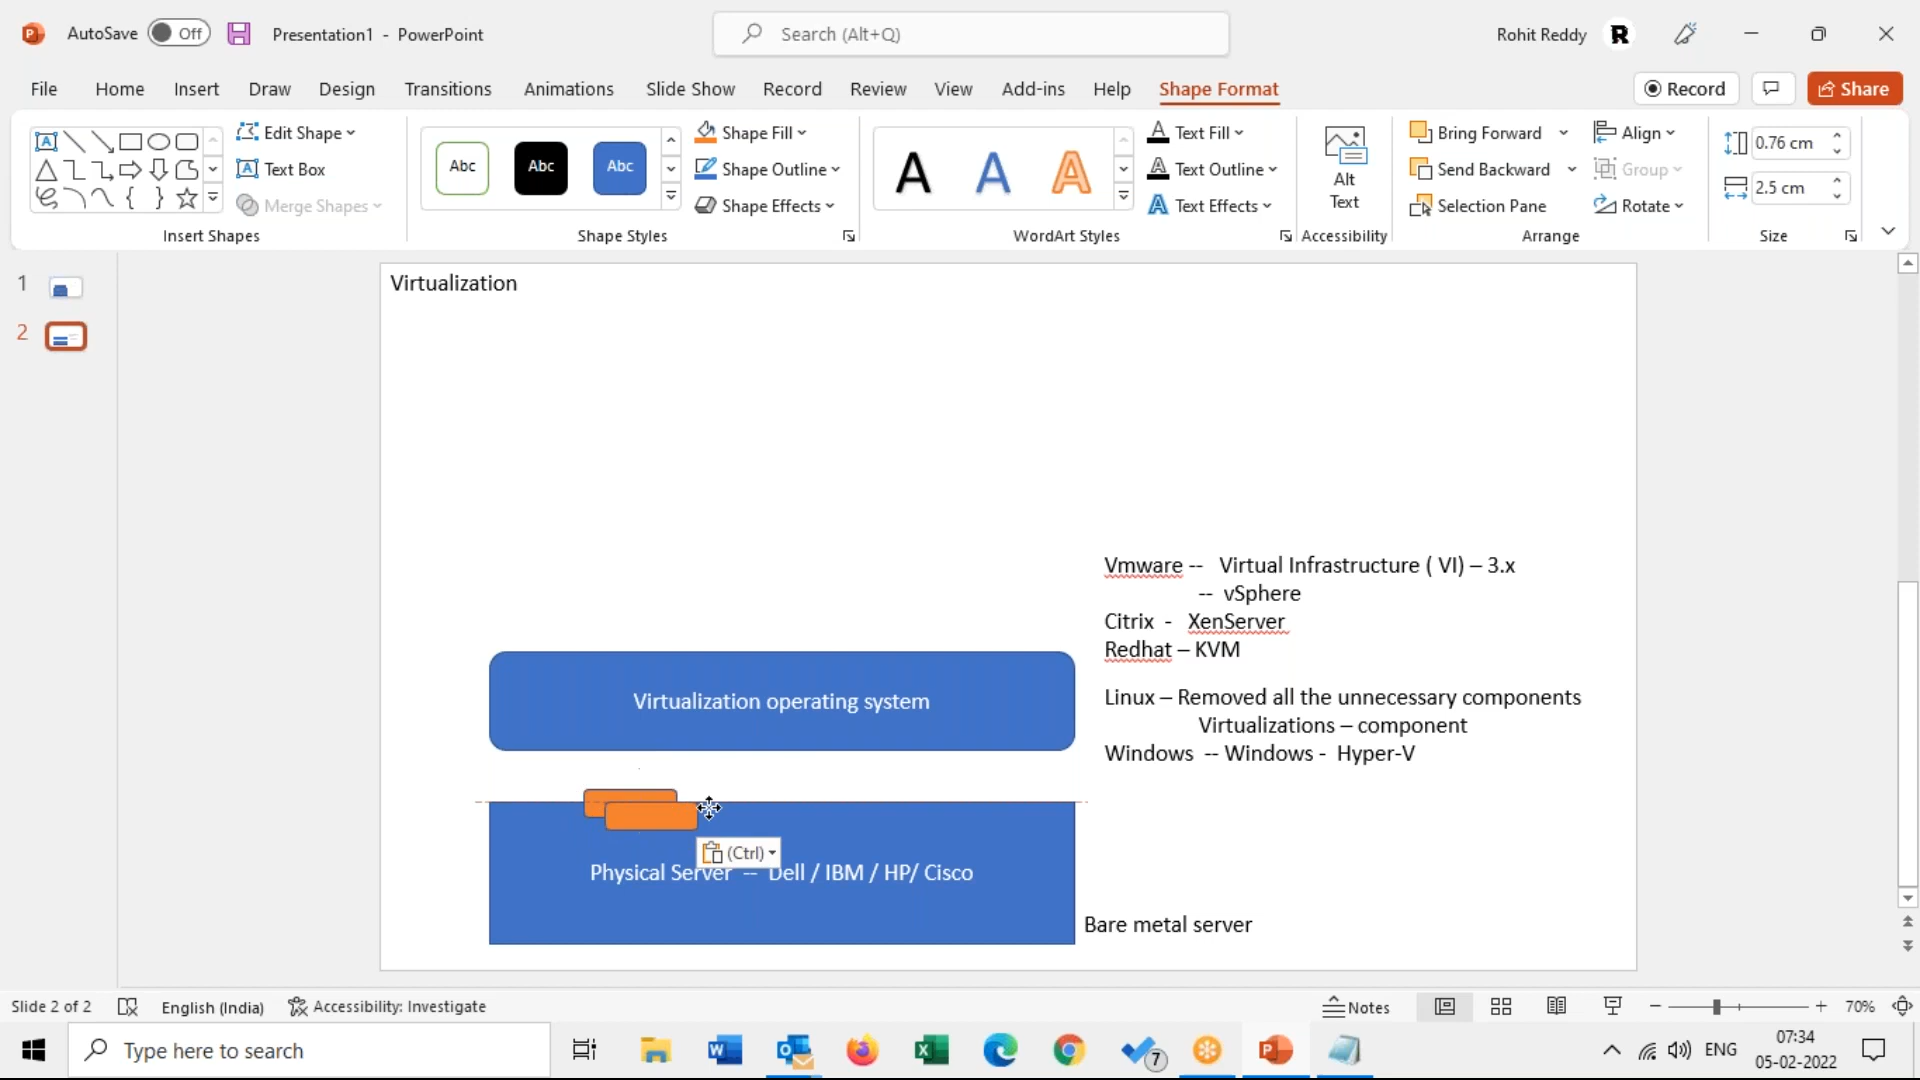 AutoSave Off Presentation1 - PowerPoint Search (Alt+Q) Rohit Reddy
File Home Insert Draw Design Transitions Animations Slide Show Record Review View Add-ins Help Shape Format Record Share
Edit Shape
Text Box
Merge Shapes
Insert Shapes
Abc Abc Abc
Shape Fill
Shape Outline
Shape Effects
Shape Styles
A A A
Text Fill
Text Outline
Text Effects
WordArt Styles
Alt
Text
Accessibility
Bring Forward
Send Backward
Selection Pane
Align
Group
Rotate
Arrange
0.76 cm
2.5 cm
Size
1
2
Virtualization
Vmware -- Virtual Infrastructure ( VI) – 3.x
-- vSphere
Citrix - XenServer
Redhat – KVM
Linux – Removed all the unnecessary components
Virtualizations – component
Windows -- Windows - Hyper-V
Virtualization operating system
(Ctrl)
Physical Server -- Dell / IBM / HP/ Cisco
Bare metal server
Slide 2 of 2 English (India) Accessibility: Investigate Notes 70%
Type here to search 7 ENG 07:34
05-02-2022